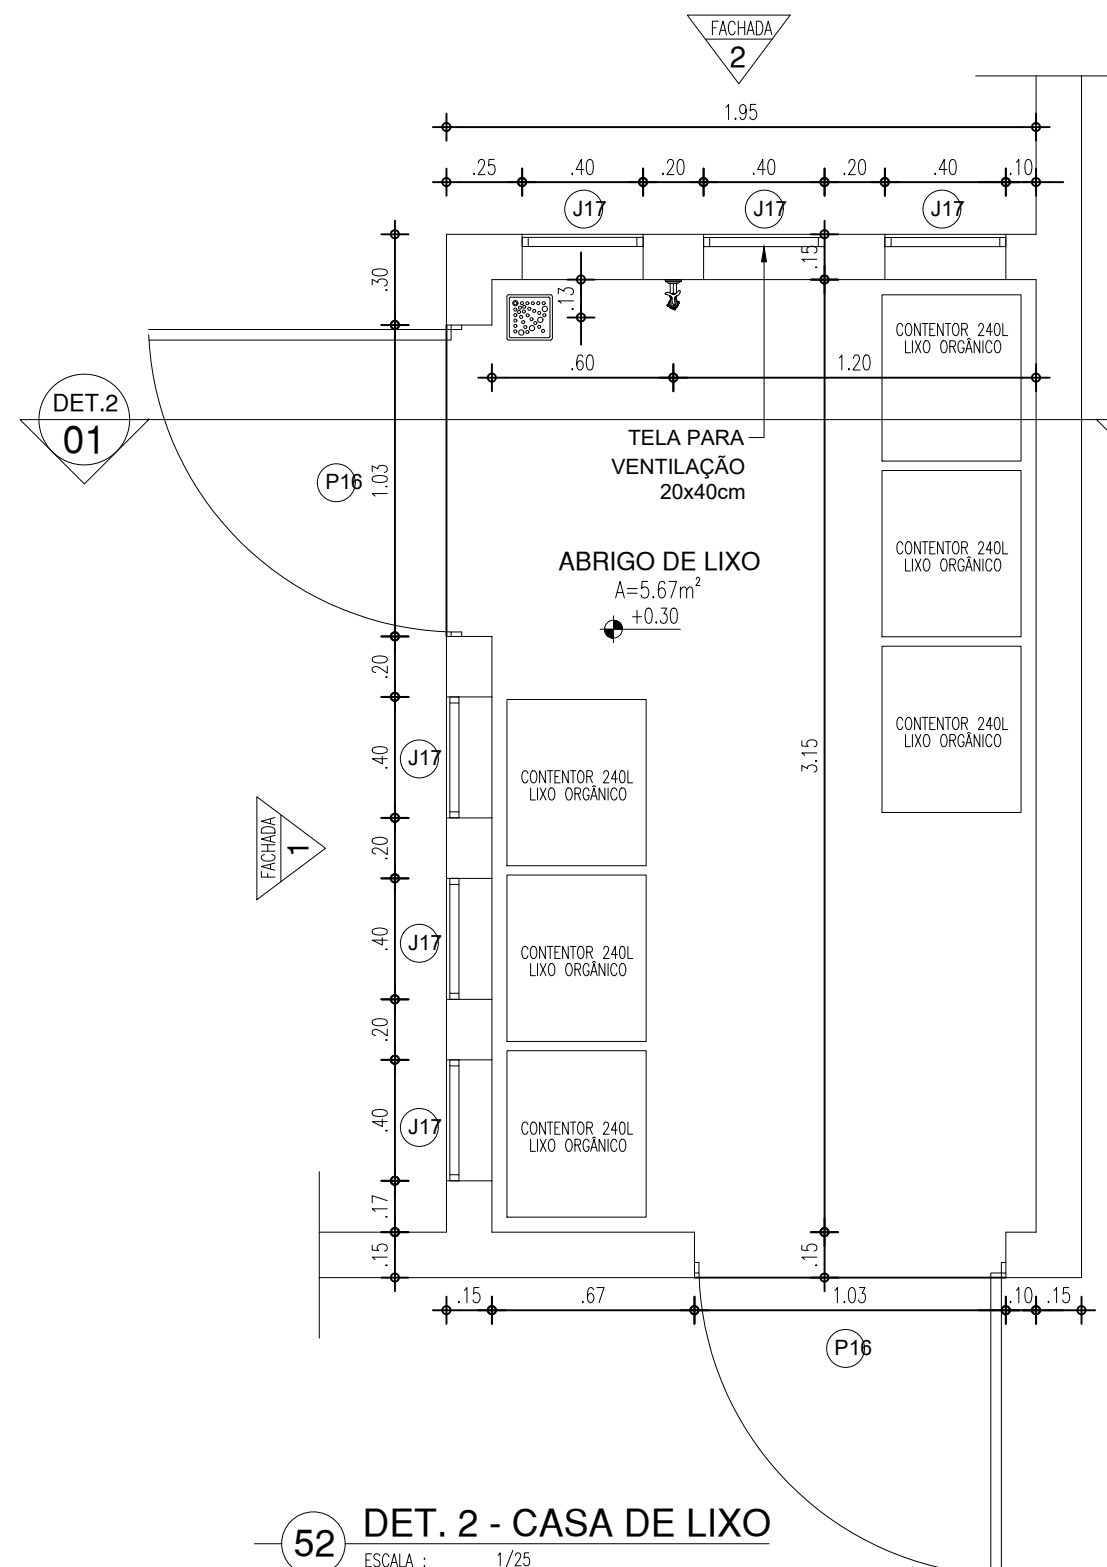 FACHADA
2
1.95
.25
.40
.20
.40
.20
.40
.10
J17
J17
J17
.30
.15
.13
CONTENTOR 240L
LIXO ORGÂNICO
.60
1.20
DET.2
01
TELA PARA
VENTILAÇÃO
20x40cm
P16
1.03
CONTENTOR 240L
LIXO ORGÂNICO
ABRIGO DE LIXO
A=5.67m²
+0.30
.20
CONTENTOR 240L
LIXO ORGÂNICO
.40
J17
3.15
CONTENTOR 240L
LIXO ORGÂNICO
FACHADA
1
.20
.40
J17
CONTENTOR 240L
LIXO ORGÂNICO
.20
.40
J17
CONTENTOR 240L
LIXO ORGÂNICO
.17
.15
.15
.15
.67
1.03
.10
.15
P16
52
DET. 2 - CASA DE LIXO
ESCALA : 1/25